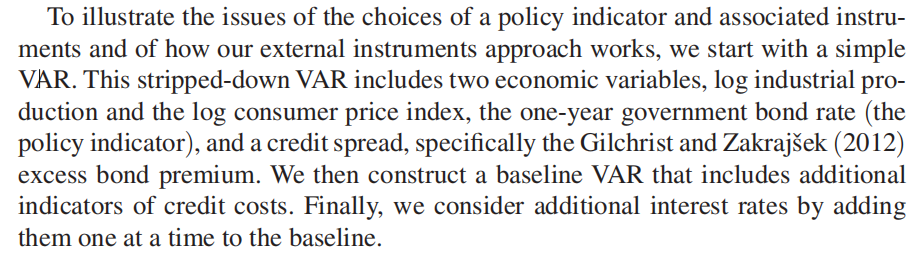 To illustrate the issues of the choices of a policy indicator and associated instru-
ments and of how our external instruments approach works, we start with a simple
VAR. This stripped-down VAR includes two economic variables, log industrial pro-
duction and the log consumer price index, the one-year government bond rate (the
policy indicator), and a credit spread, specifically the Gilchrist and Zakrajšek (2012)
excess bond premium. We then construct a baseline VAR that includes additional
indicators of credit costs. Finally, we consider additional interest rates by adding
them one at a time to the baseline.